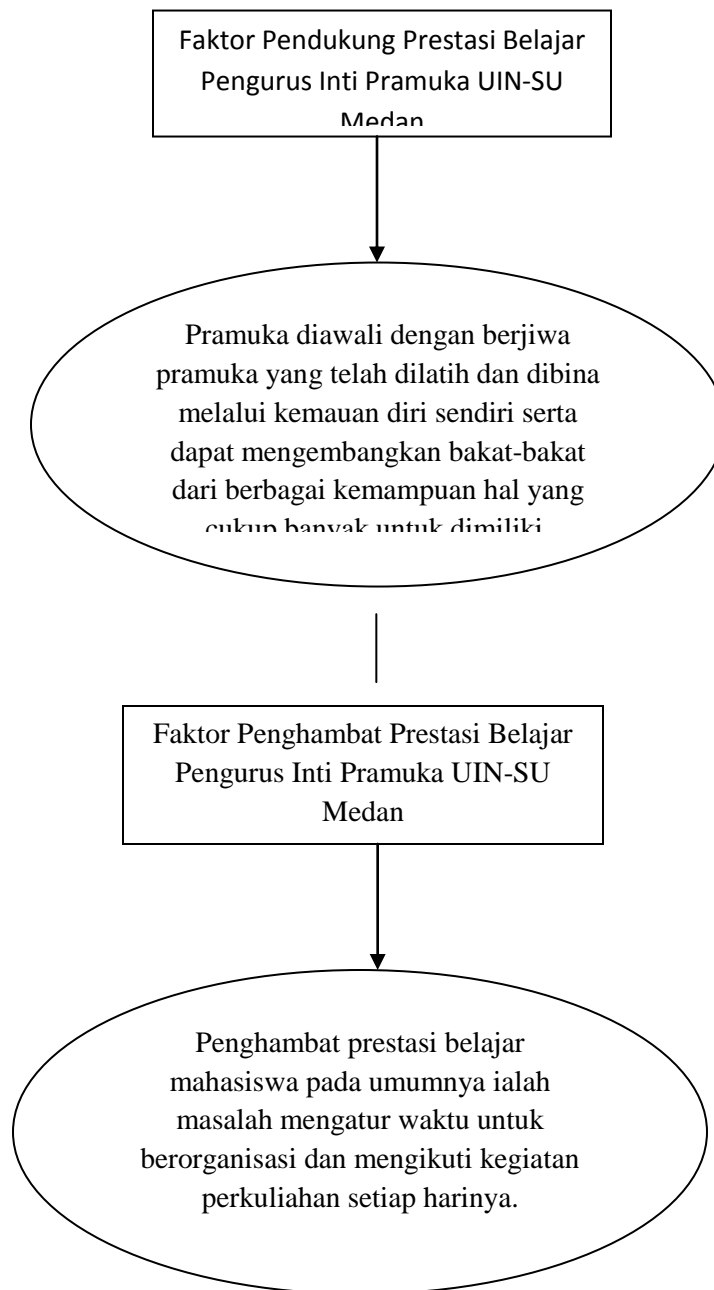 Faktor Pendukung Prestasi Belajar
Pengurus Inti Pramuka UIN-SU
Medan
Pramuka diawali dengan berjiwa
pramuka yang telah dilatih dan dibina
melalui kemauan diri sendiri serta
dapat mengembangkan bakat-bakat
dari berbagai kemampuan hal yang
cukup banyak untuk dimiliki
Faktor Penghambat Prestasi Belajar
Pengurus Inti Pramuka UIN-SU
Medan
Penghambat prestasi belajar
mahasiswa pada umumnya ialah
masalah mengatur waktu untuk
berorganisasi dan mengikuti kegiatan
perkuliahan setiap harinya.